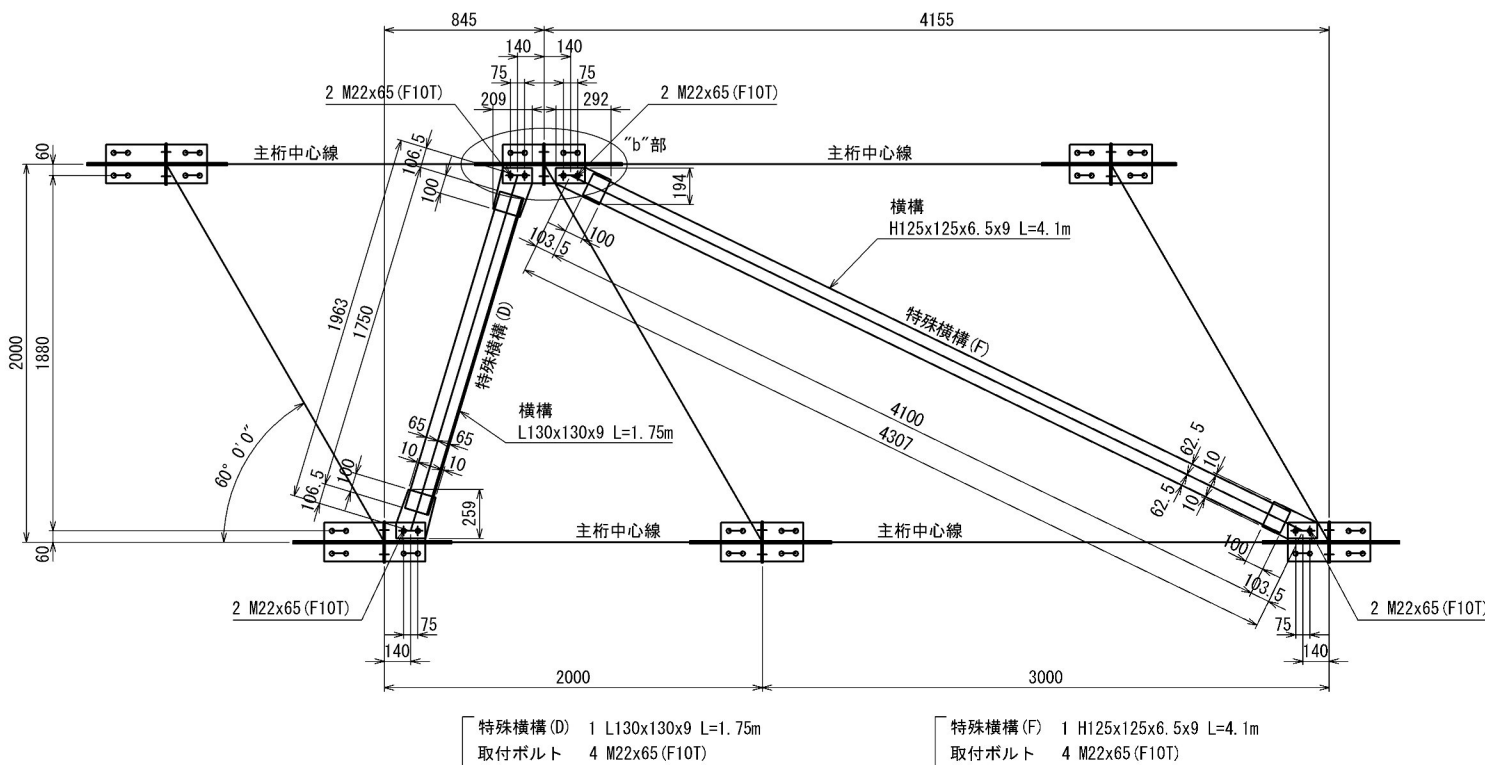 845
4155
140
140
75
75
2 M22x65(F10T)
209
292
2 M22x65(F10T)
"b"部
主桁中心線
主桁中心線
60
106.5
100
194
横構
H125x125x6.5x9 L=4.1m
103.5
100
1963
1750
特殊横構(D)
特殊横構(F)
2000
1880
横構
L130x130x9 L=1.75m
4100
4307
65
65
10
10
62.5
10
62.5
10
60° 0′0″
100
106.5
259
主桁中心線
主桁中心線
60
100
103.5
2 M22x65(F10T)
75
140
2 M22x65(F10T)
75
140
2000
3000
特殊横構(D) 1 L130x130x9 L=1.75m
取付ボルト 4 M22x65(F10T)
特殊横構(F) 1 H125x125x6.5x9 L=4.1m
取付ボルト 4 M22x65(F10T)